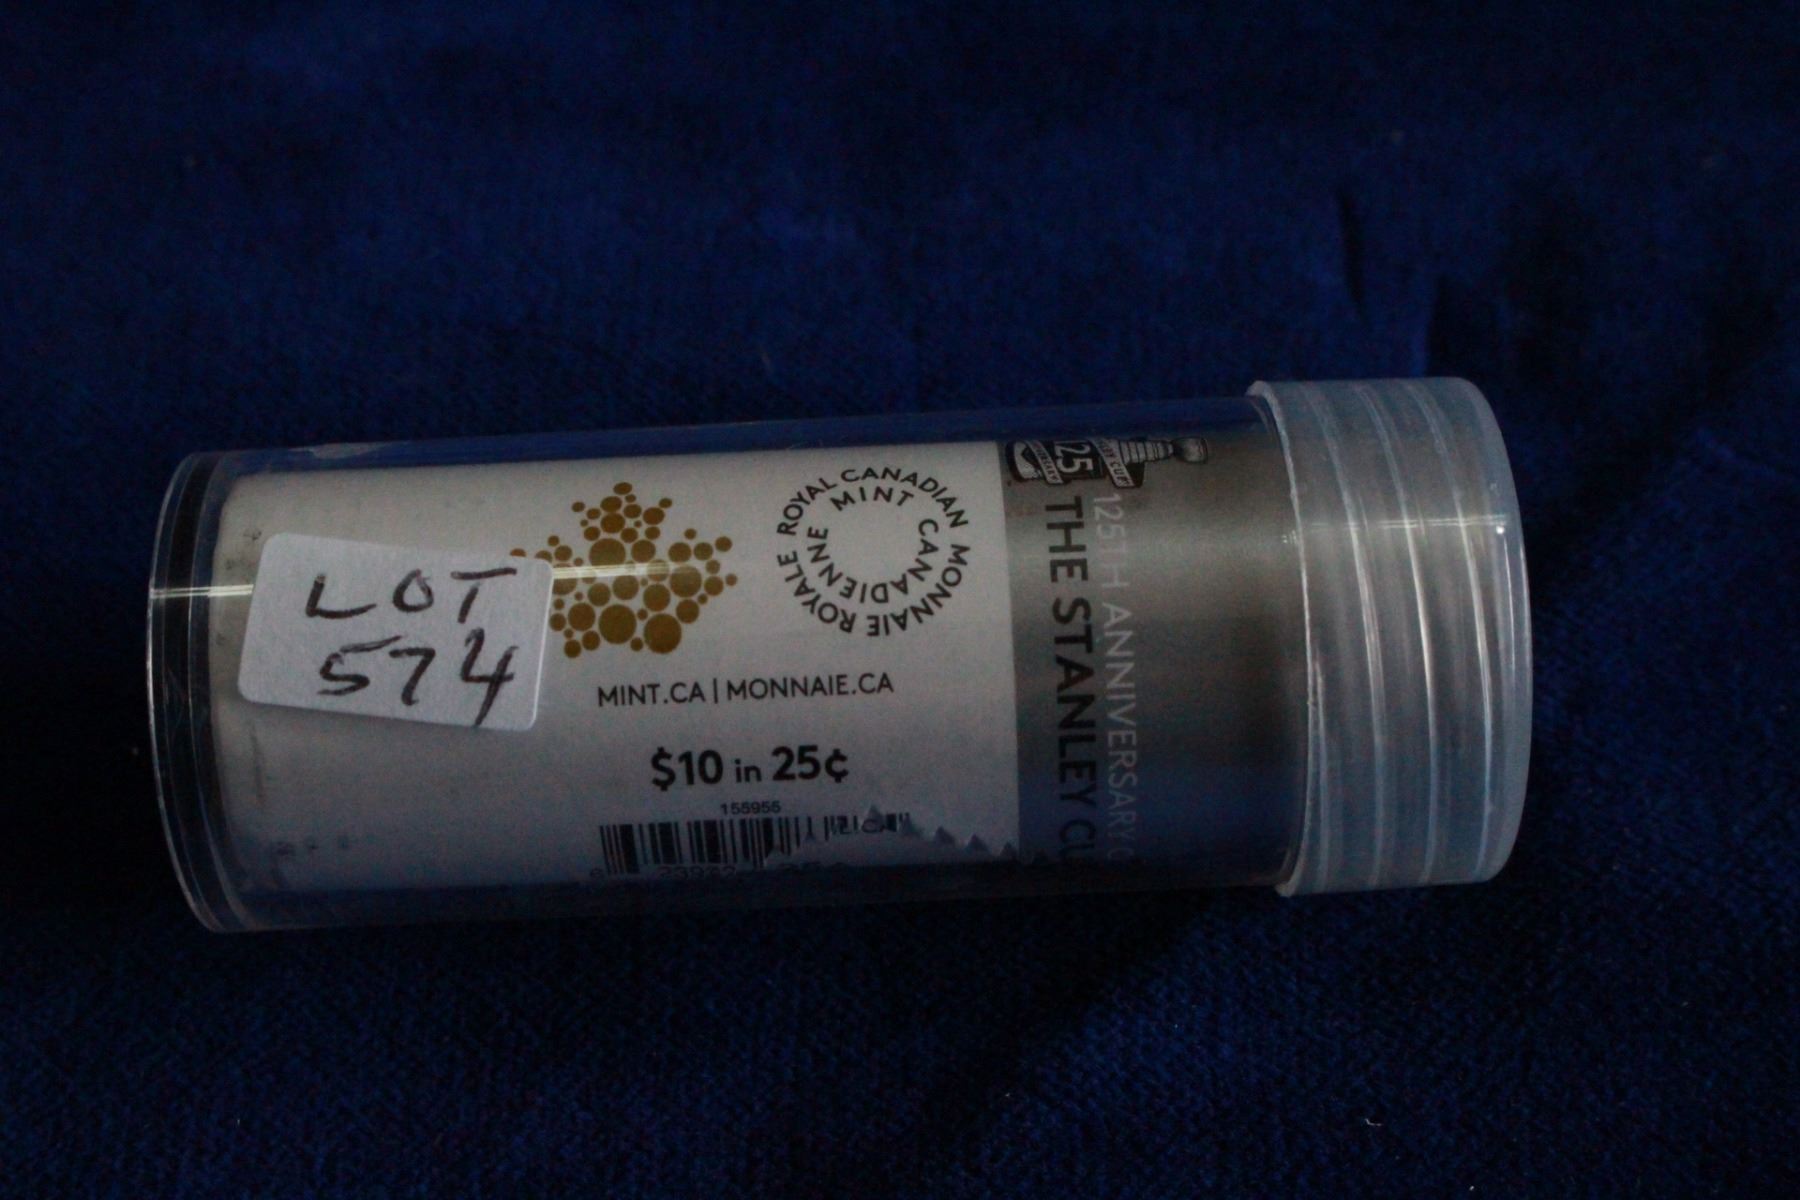 LOT
574
ROYAL CANADIAN MINT
MONNAIE ROYALE CANADIENNE
MINT.CA | MONNAIE.CA
$10 in 25¢
155955
125
THE STANLEY
125TH ANNIVERSARY